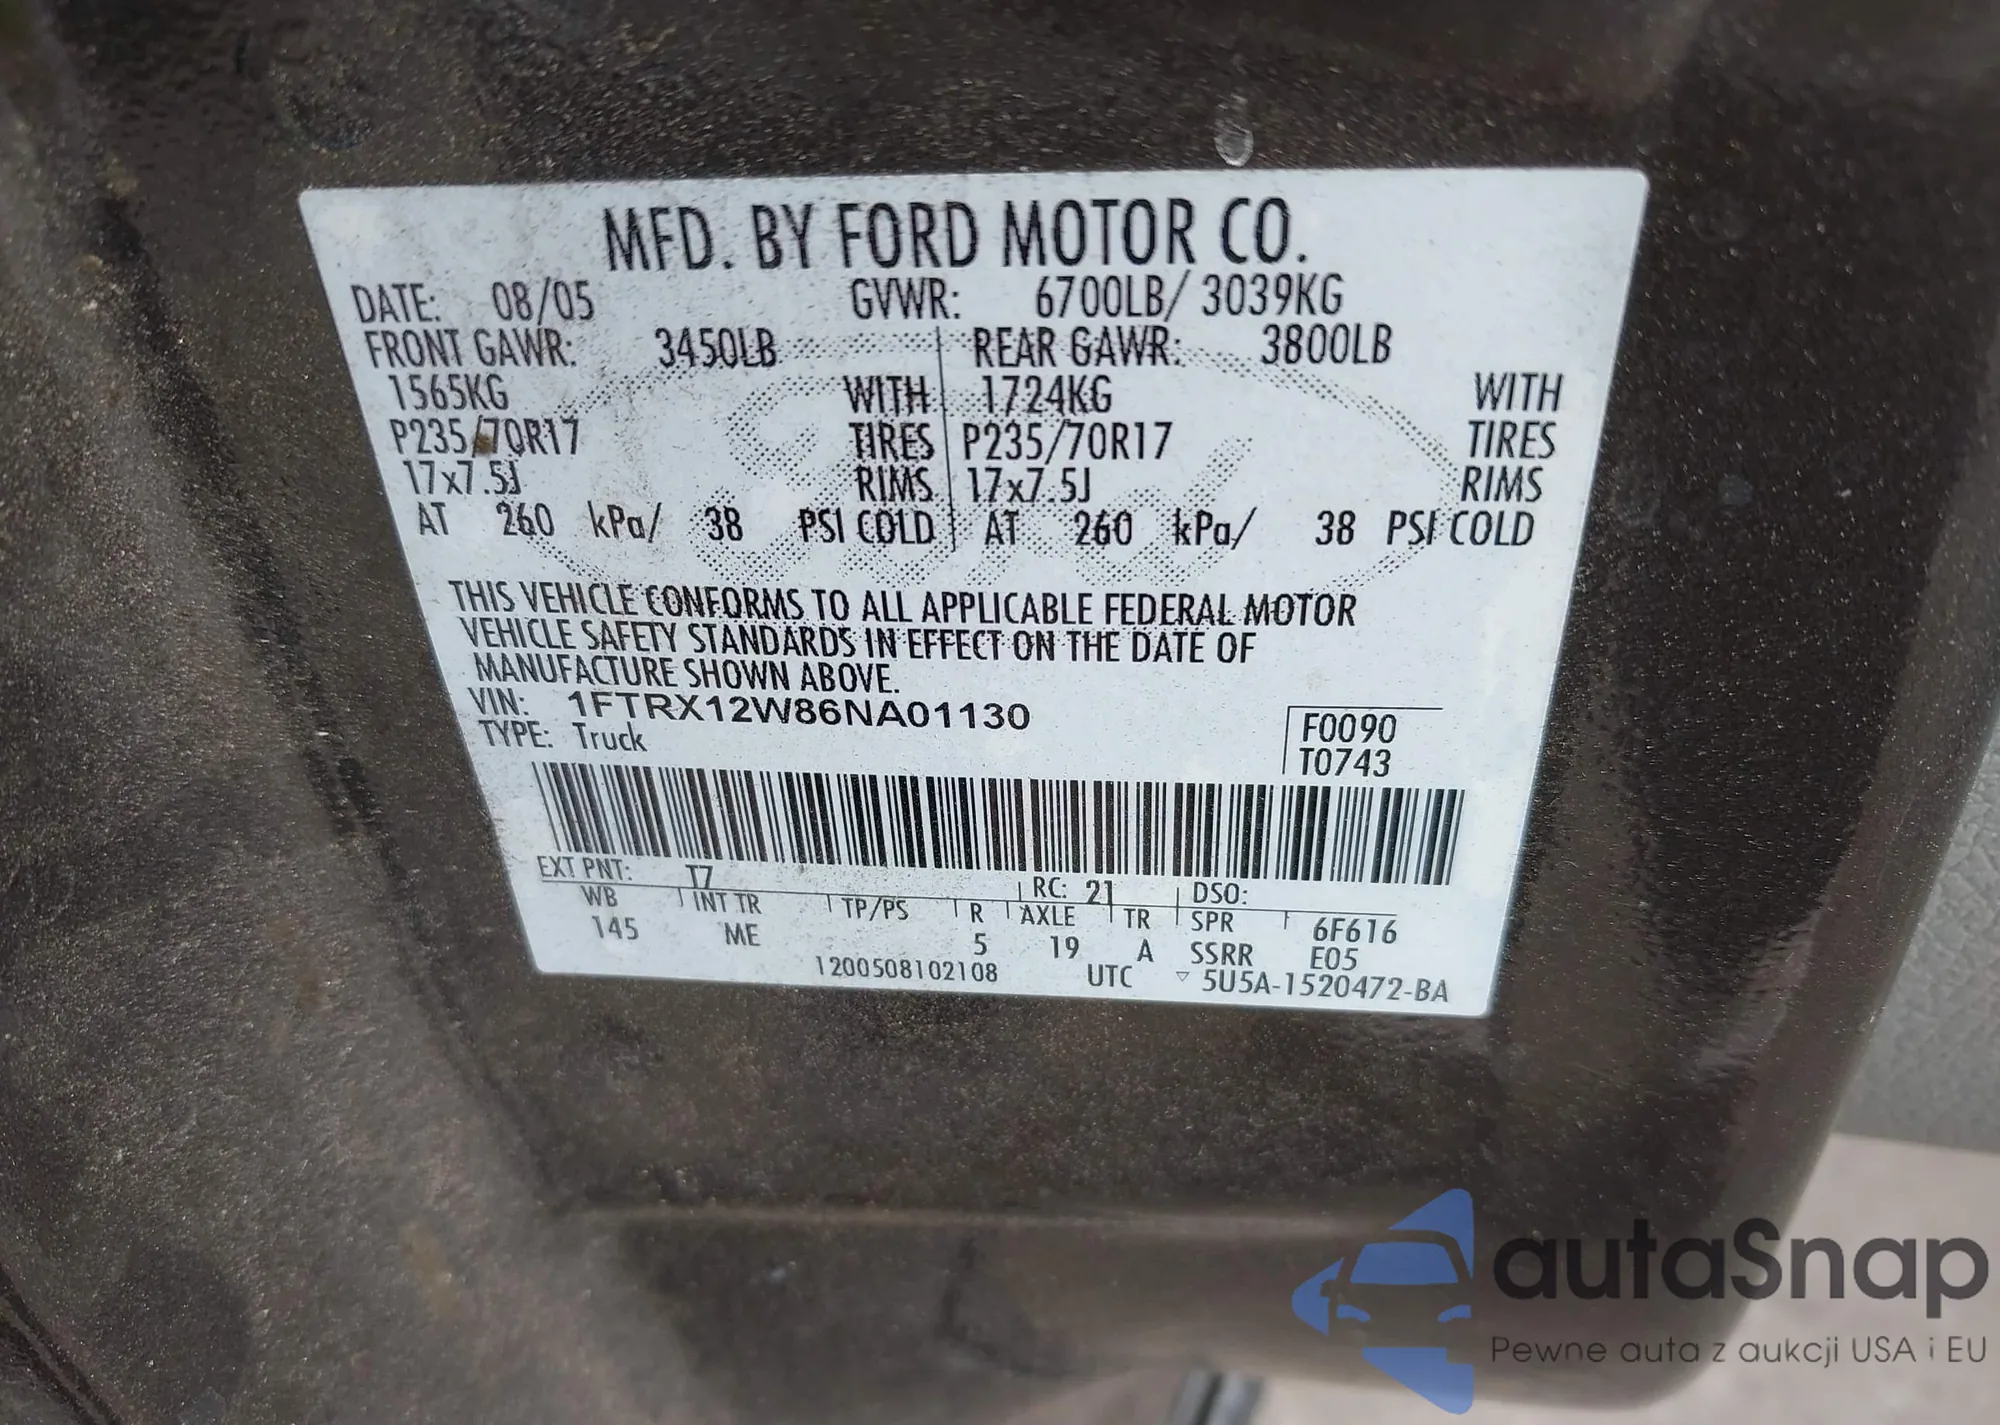 MFD. BY FORD MOTOR CO.
DATE: 08/05 GVWR: 6700LB/ 3039KG
FRONT GAWR: 3450LB REAR GAWR: 3800LB
1565KG WITH 1724KG WITH
P235/70R17 TIRES P235/70R17 TIRES
17x7.5J RIMS 17x7.5J RIMS
AT 260 kPa/ 38 PSI COLD AT 260 kPa/ 38 PSI COLD
THIS VEHICLE CONFORMS TO ALL APPLICABLE FEDERAL MOTOR
VEHICLE SAFETY STANDARDS IN EFFECT ON THE DATE OF
MANUFACTURE SHOWN ABOVE.
VIN: 1FTRX12W86NA01130
TYPE: Truck
F0090
T0743
EXT PNT: T7 RC: 21 DSO:
WB INT TR TP/PS R AXLE TR SPR 6F616
145 ME 5 19 A SSRR E05
1200508102108 UTC ▽ 5U5A-1520472-BA
autaSnap
Pewne auta z aukcji USA i EU